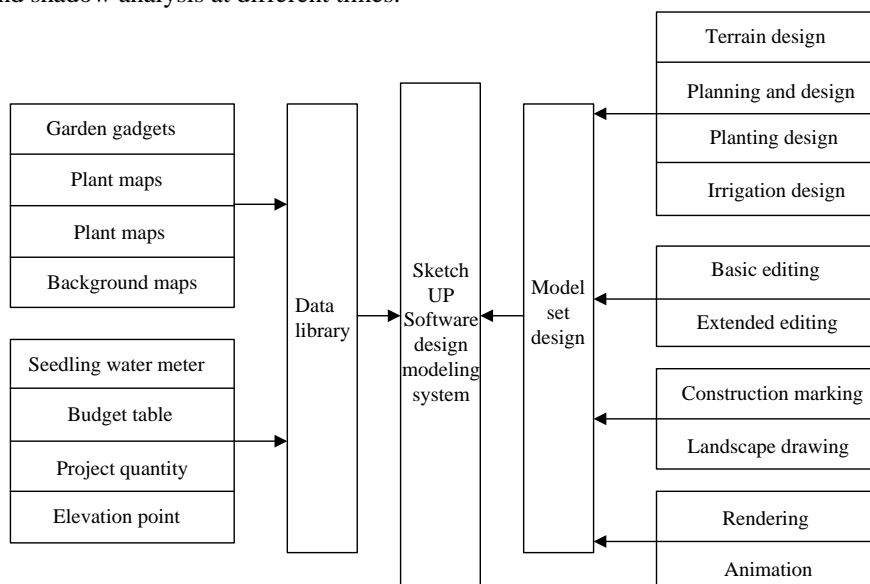 and shadow analysis at different times.
Garden gadgets
Plant maps
Plant maps
Background maps
Seedling water meter
Budget table
Project quantity
Elevation point
Data
library
Sketch
UP
Software
design
modeling
system
Model
set
design
Terrain design
Planning and design
Planting design
Irrigation design
Basic editing
Extended editing
Construction marking
Landscape drawing
Rendering
Animation